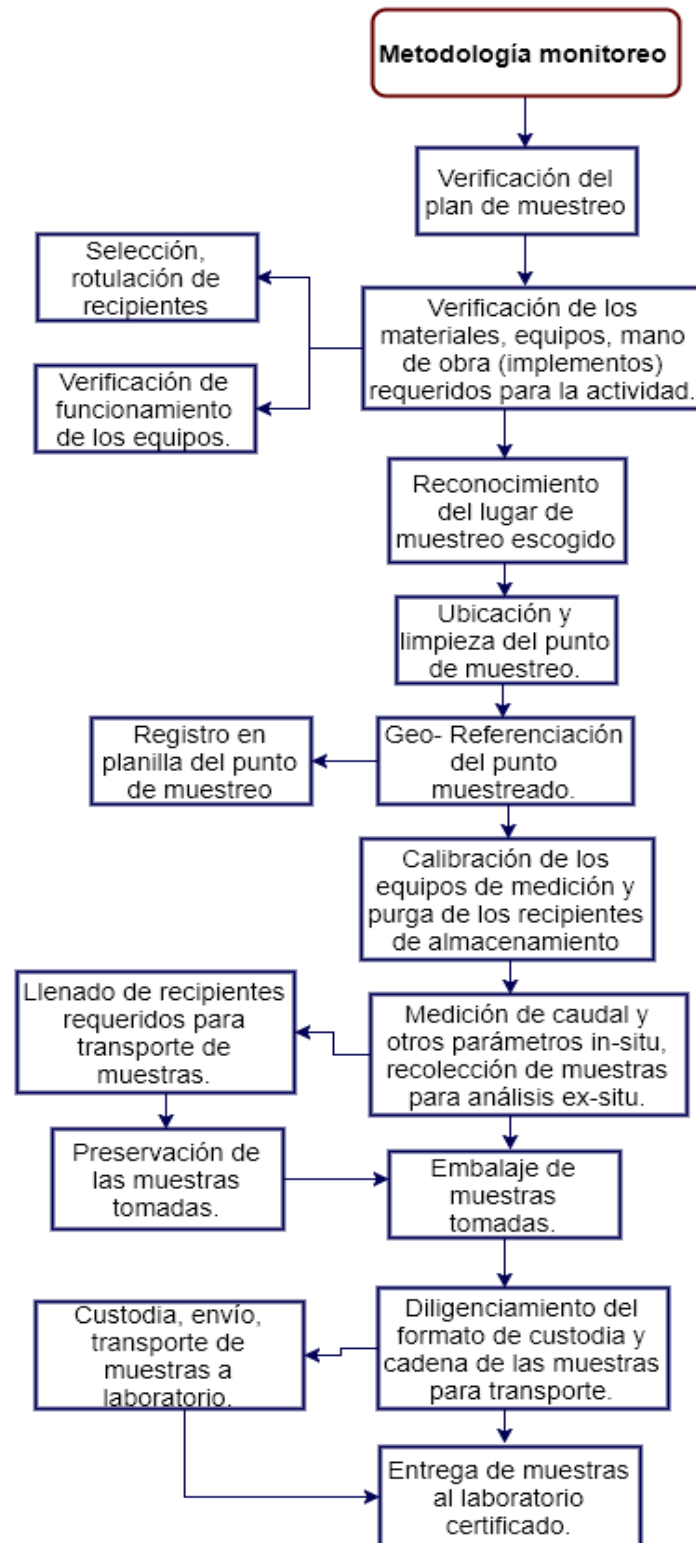 Metodología monitoreo
Verificación del
plan de muestreo
Selección,
rotulación de
recipientes
Verificación de los
materiales, equipos, mano
de obra (implementos)
requeridos para la actividad.
Verificación de
funcionamiento
de los equipos.
Reconocimiento
del lugar de
muestreo escogido
Ubicación y
limpieza del punto
de muestreo.
Registro en
planilla del punto
de muestreo
Geo- Referenciación
del punto
muestreado.
Calibración de los
equipos de medición y
purga de los recipientes
de almacenamiento
Llenado de recipientes
requeridos para
transporte de
muestras.
Medición de caudal y
otros parámetros in-situ,
recolección de muestras
para análisis ex-situ.
Preservación de
las muestras
tomadas.
Embalaje de
muestras
tomadas.
Custodia, envío,
transporte de
muestras a
laboratorio.
Diligenciamiento del
formato de custodia y
cadena de las muestras
para transporte.
Entrega de muestras
al laboratorio
certificado.